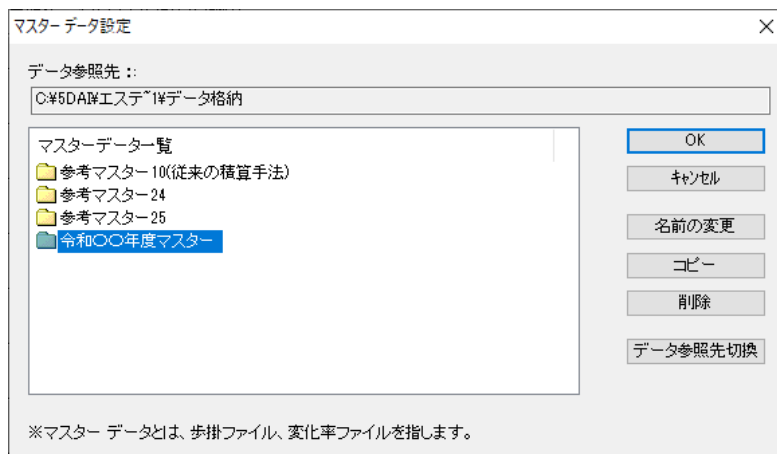 マスター データ設定
データ参照先 ::
C:¥5DAI¥エステ~1¥データ格納
マスターデータ一覧
参考マスター10(従来の積算手法)
参考マスター24
参考マスター25
令和〇〇年度マスター
OK
キャンセル
名前の変更
コピー
削除
データ参照先切換
※マスター データとは、歩掛ファイル、変化率ファイルを指します。